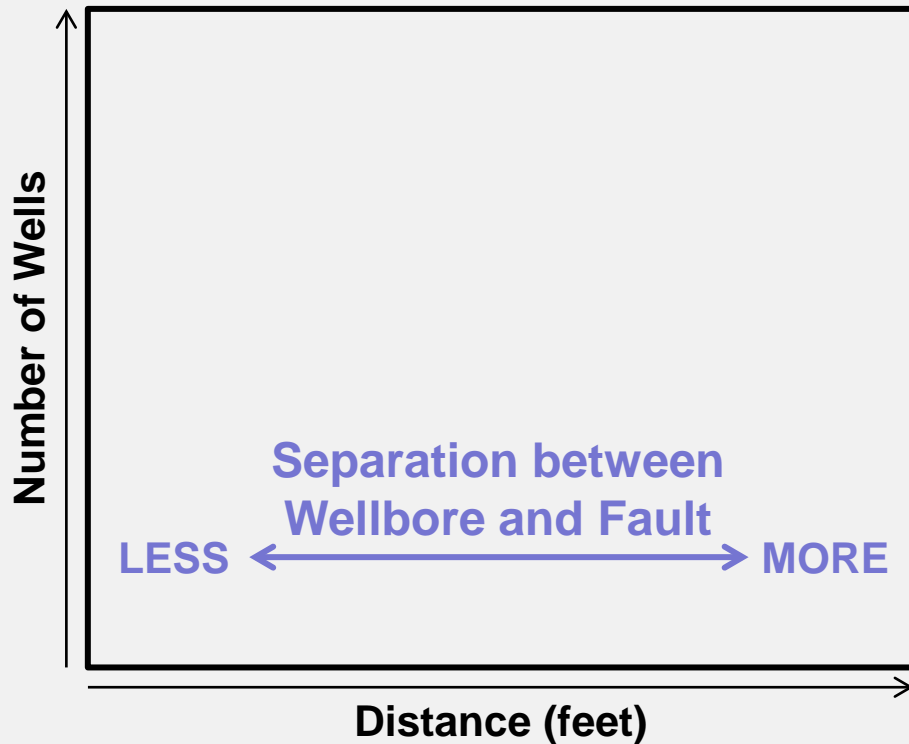 Number of Wells
Separation between
Wellbore and Fault
LESS
MORE
Distance (feet)